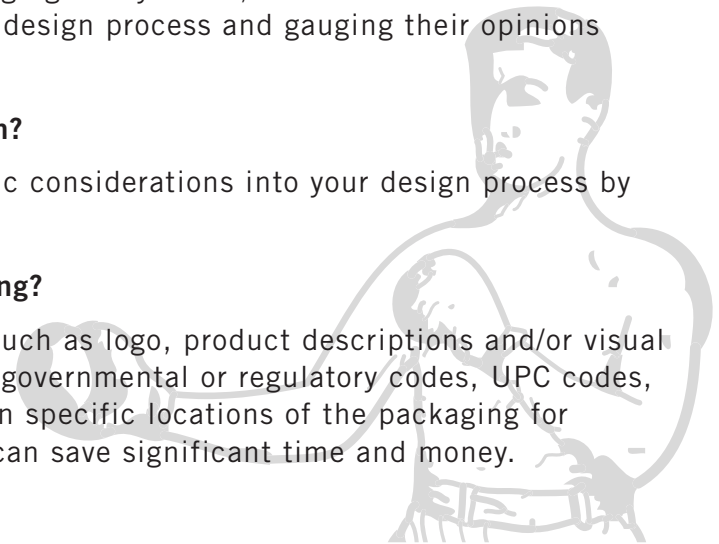 design process and gauging their opinions
n?
c considerations into your design process by
ng?
uch as logo, product descriptions and/or visual
governmental or regulatory codes, UPC codes,
n specific locations of the packaging for
can save significant time and money.